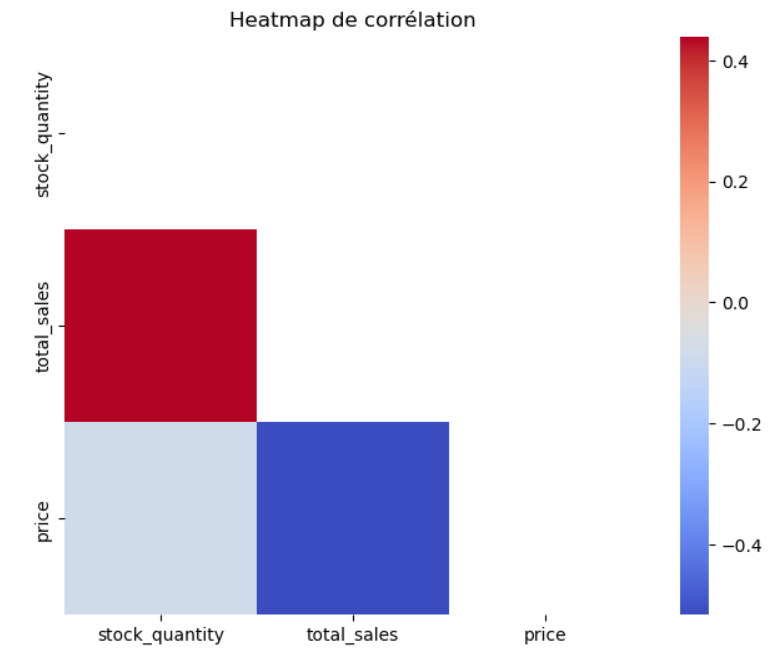 Heatmap de corrélation
stock_quantity
total_sales
price
stock_quantity
total_sales
price
0.4
0.2
0.0
−0.2
−0.4